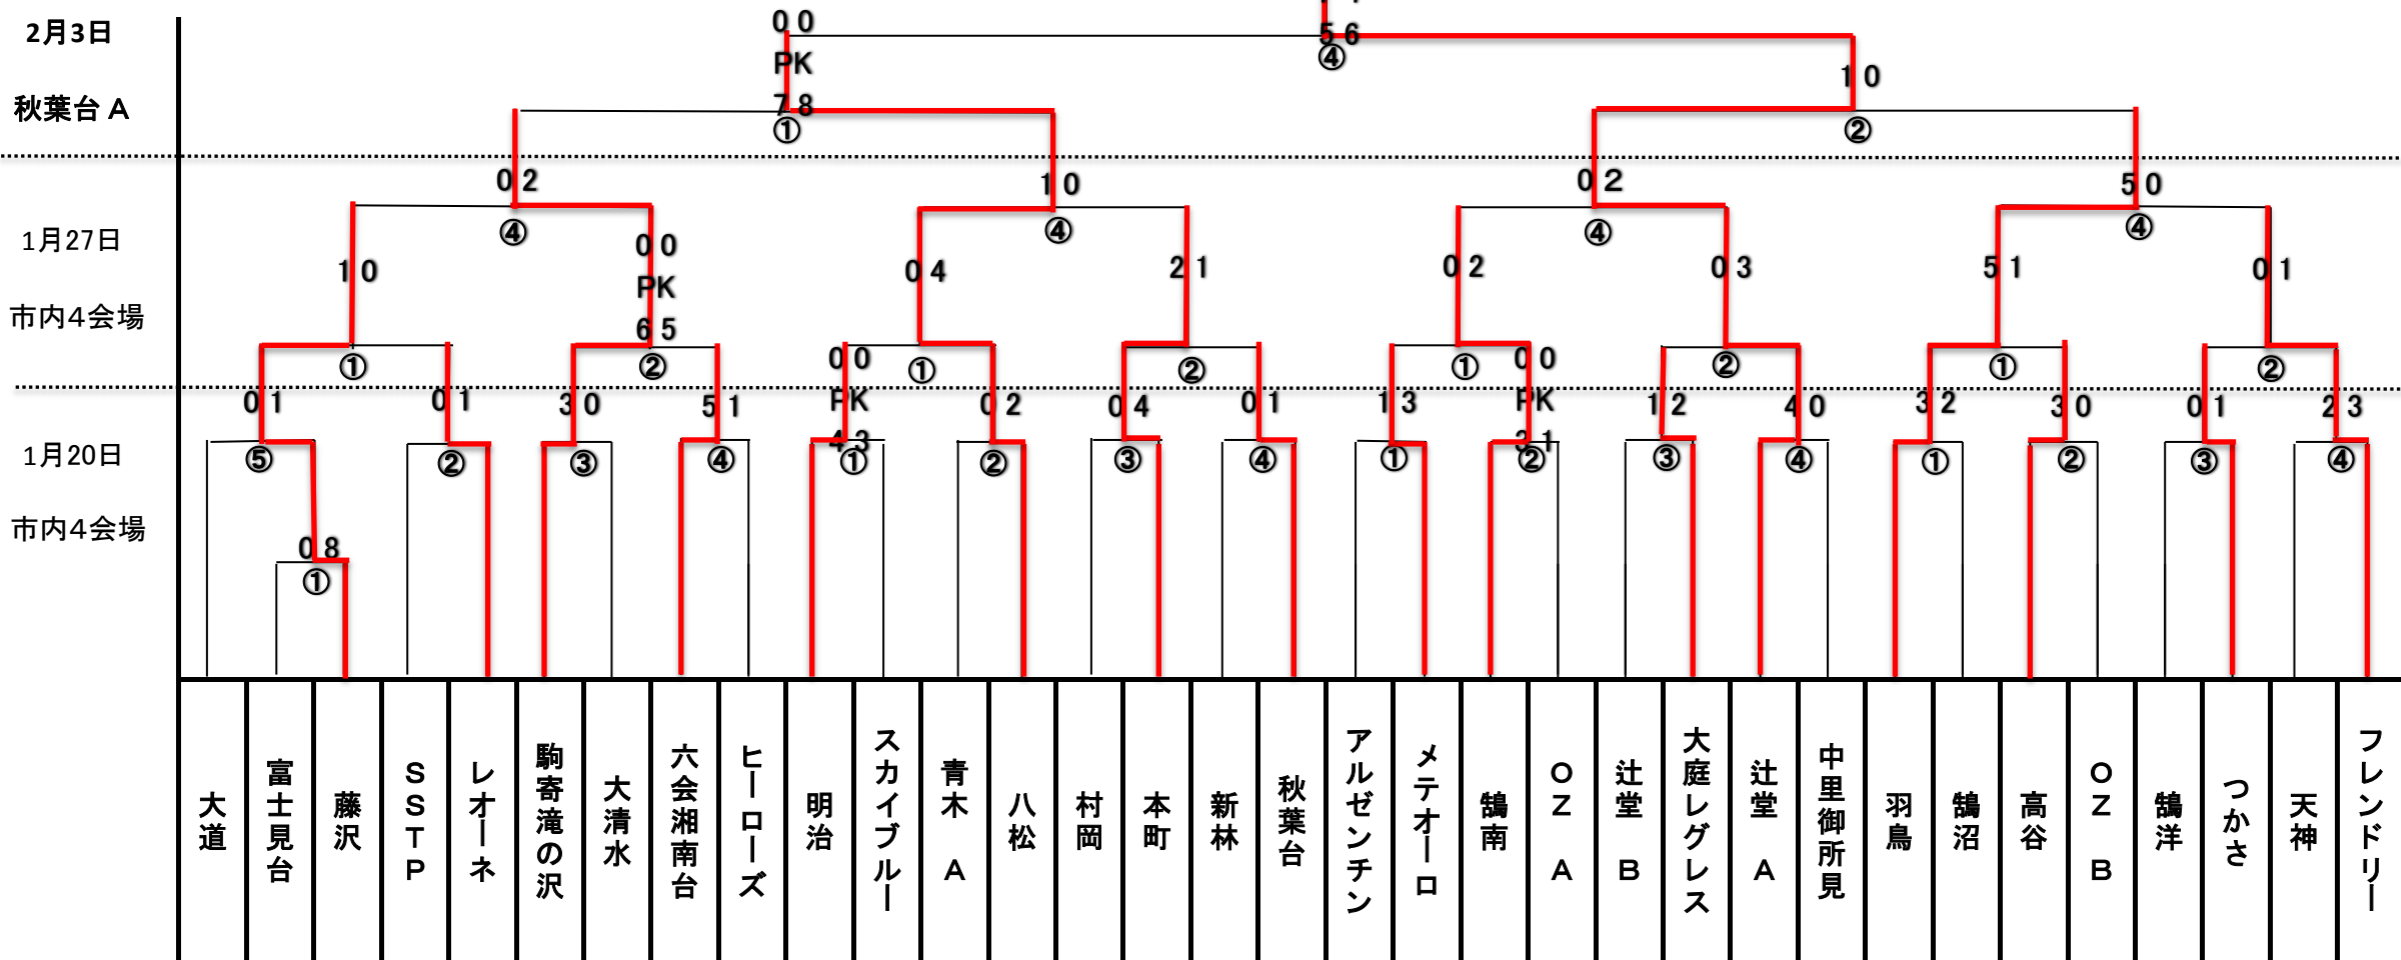 2月3日
秋葉台 A
0 0
PK
7 8
①
5 6
④
1 0
②
1月27日
市内4会場
0 2
④
1 0
④
0 2
④
5 0
④
1 0
①
0 0
PK
6 5
②
0 4
①
2 1
②
0 2
①
0 3
②
5 1
①
0 1
②
1月20日
市内4会場
0 1
⑤
0 1
②
3 0
③
5 1
④
0 0
PK
4 3
①
0 2
②
0 4
③
0 1
④
1 3
①
0 0
PK
3 1
②
1 2
③
4 0
④
3 2
①
3 0
②
0 1
③
2 3
④
0 8
①
大道
富士見台
藤沢
SSTP
レオーネ
駒寄滝の沢
大清水
六会湘南台
ヒーローズ
明治
スカイブルー
青木 A
八松
村岡
本町
新林
秋葉台
アルゼンチン
メテオーロ
鵠南
OZ A
辻堂 B
大庭レグレス
辻堂 A
中里御所見
羽鳥
鵠沼
高谷
OZ B
鵠洋
つかさ
天神
フレンドリー